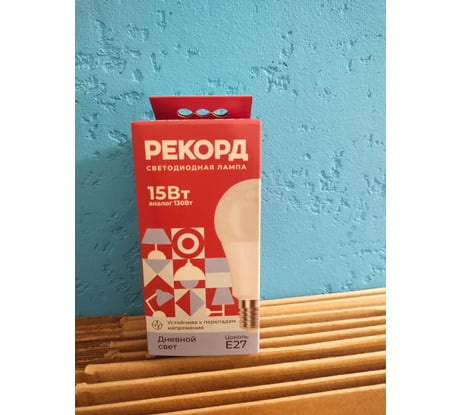 РЕКОРД
СВЕТОДИОДНАЯ ЛАМПА
15Вт
аналог 130Вт
Устойчива к перепадам
напряжения
Дневной
свет
Цоколь
E27